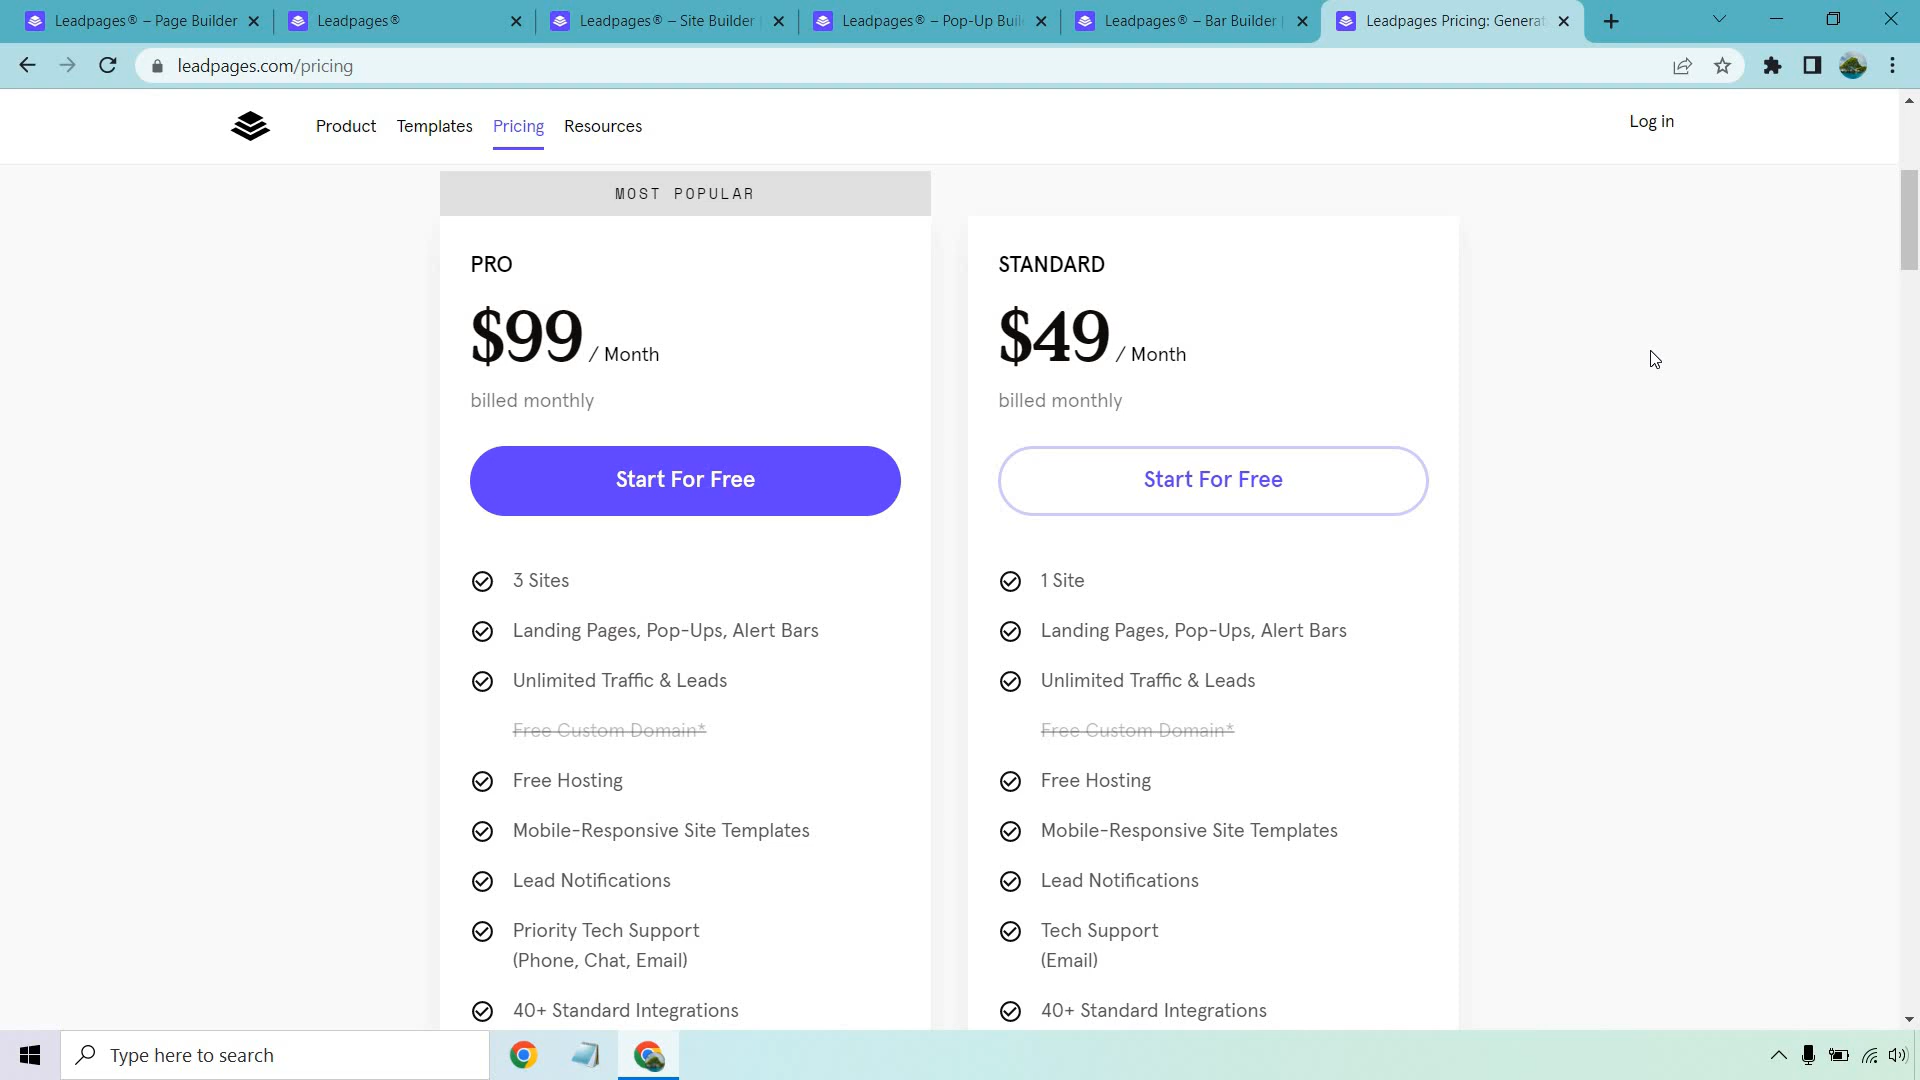 Leadpages® – Page Builder
Leadpages®
Leadpages® – Site Builder
Leadpages® – Pop-Up Buil
Leadpages® – Bar Builder
Leadpages Pricing: Generat
leadpages.com/pricing
Product
Templates
Pricing
Resources
Log in
MOST POPULAR
PRO
$99 / Month
billed monthly
Start For Free
3 Sites
Landing Pages, Pop-Ups, Alert Bars
Unlimited Traffic & Leads
Free Custom Domain*
Free Hosting
Mobile-Responsive Site Templates
Lead Notifications
Priority Tech Support
(Phone, Chat, Email)
40+ Standard Integrations
STANDARD
$49 / Month
billed monthly
Start For Free
1 Site
Landing Pages, Pop-Ups, Alert Bars
Unlimited Traffic & Leads
Free Custom Domain*
Free Hosting
Mobile-Responsive Site Templates
Lead Notifications
Tech Support
(Email)
40+ Standard Integrations
Type here to search